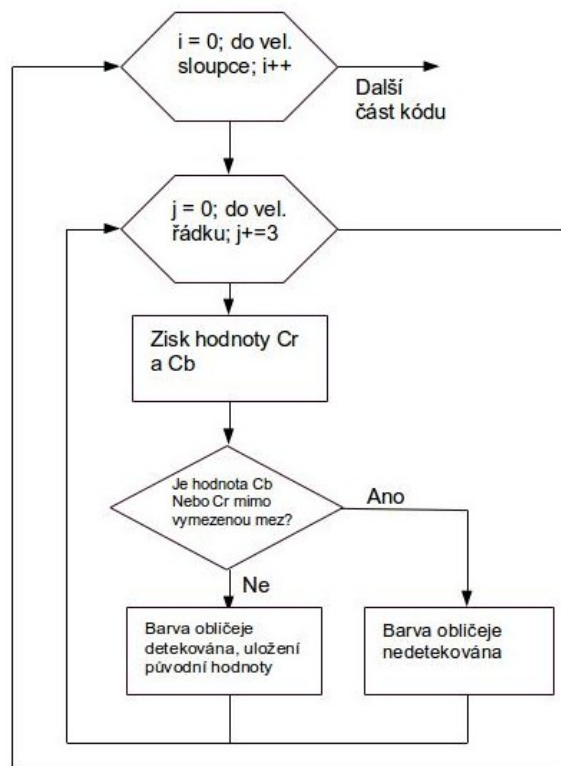 i = 0; do vel.
sloupce; i++
Další
část kódu
j = 0; do vel.
řádku; j+=3
Zisk hodnoty Cr
a Cb
Je hodnota Cb
Nebo Cr mimo
vymezenou mez?
Ano
Ne
Barva obličeje
detekována, uložení
původní hodnoty
Barva obličeje
nedetekována